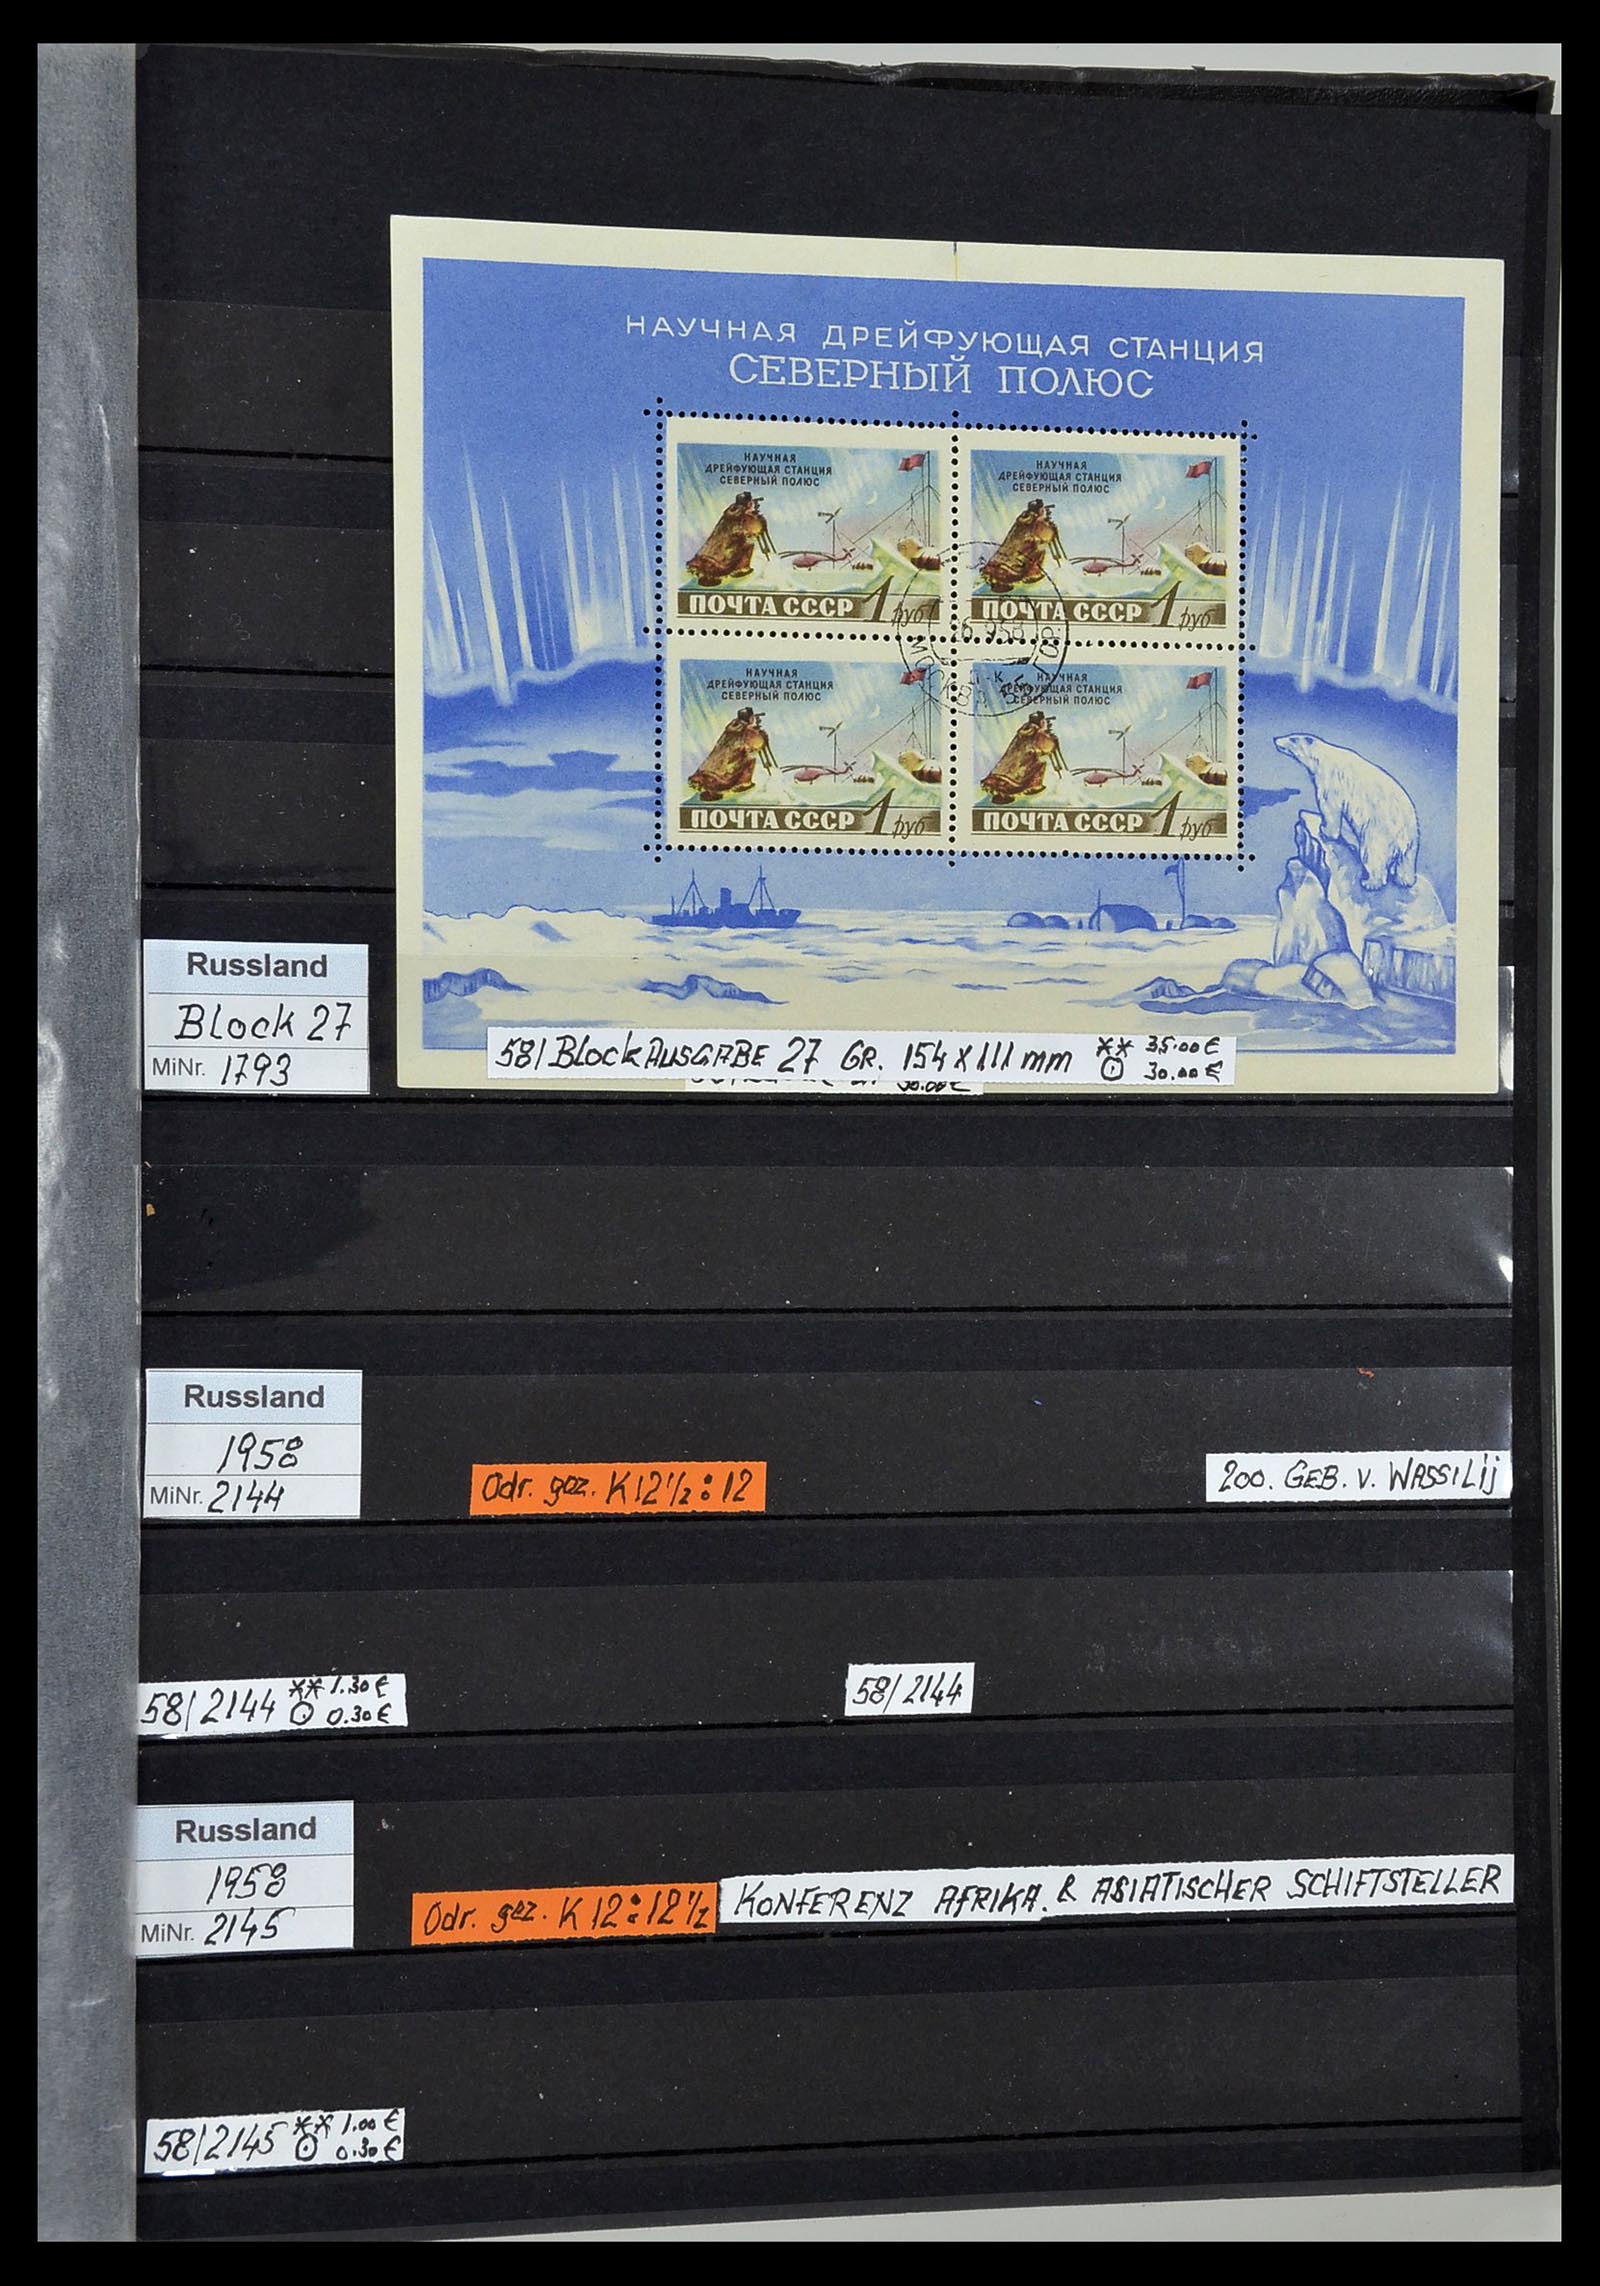 НАУЧНАЯ ДРЕЙФУЮЩАЯ СТАНЦИЯ
СЕВЕРНЫЙ ПОЛЮС
НАУЧНАЯ
ДРЕЙФУЮЩАЯ СТАНЦИЯ
СЕВЕРНЫЙ ПОЛЮС
ПОЧТА СССР 1 руб
НАУЧНАЯ
ДРЕЙФУЮЩАЯ СТАНЦИЯ
СЕВЕРНЫЙ ПОЛЮС
ПОЧТА СССР 1 руб
НАУЧНАЯ
ДРЕЙФУЮЩАЯ СТАНЦИЯ
СЕВЕРНЫЙ ПОЛЮС
ПОЧТА СССР 1 руб
НАУЧНАЯ
ДРЕЙФУЮЩАЯ СТАНЦИЯ
СЕВЕРНЫЙ ПОЛЮС
ПОЧТА СССР 1 руб
Russland
Block 27
MiNr. 1793
58/ BLOCKAUSGABE 27 GR. 154 X 111 mm ** 35.00 €
30.00 €
30.00 €
Russland
1958
MiNr. 2144
Odr. gez. K 12½:12
200. GEB. V. WASSILIJ
58/2144 ** 1.30 €
0.30 €
58/2144
Russland
1958
MiNr. 2145
Odr. gez. K 12:12½
KONFERENZ AFRIKA. & ASIATISCHER SCHIFTSTELLER
58/2145 ** 1.00 €
0.30 €